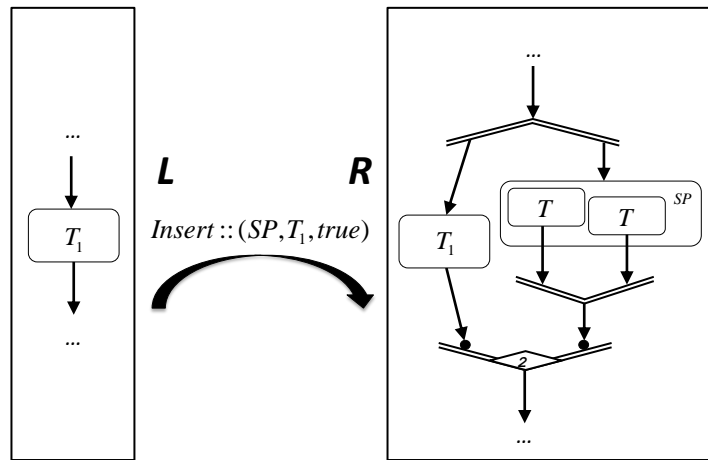 ...
T₁
...
L
R
Insert :: (SP, T₁, true)
...
T₁
T
T
SP
2
...